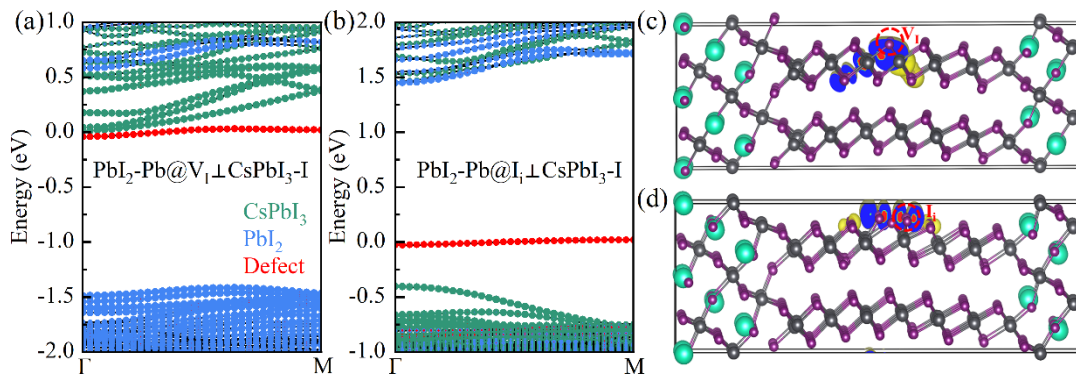 (a)
1.0
0.5
0.0
-0.5
-1.0
-1.5
-2.0
Energy (eV)
PbI₂-Pb@V_I⊥CsPbI₃-I
CsPbI₃
PbI₂
Defect
Γ
M
(b)
2.0
1.5
1.0
0.5
0.0
-0.5
-1.0
Energy (eV)
PbI₂-Pb@Iᵢ⊥CsPbI₃-I
Γ
M
(c)
V_I
(d)
Iᵢ